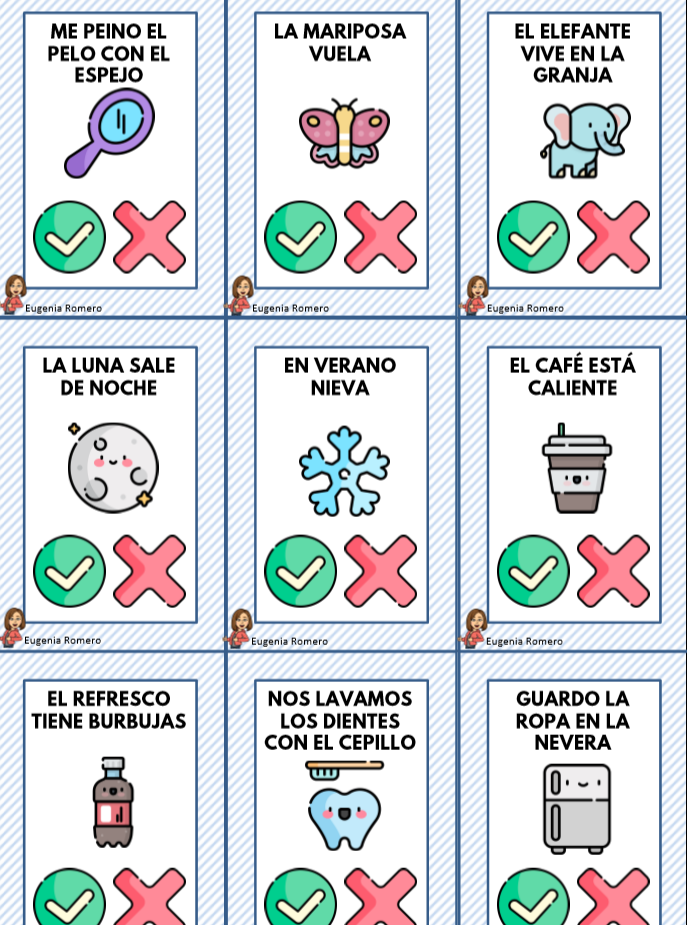 ME PEINO EL
PELO CON EL
ESPEJO
Eugenia Romero
LA MARIPOSA
VUELA
Eugenia Romero
EL ELEFANTE
VIVE EN LA
GRANJA
Eugenia Romero
LA LUNA SALE
DE NOCHE
Eugenia Romero
EN VERANO
NIEVA
Eugenia Romero
EL CAFÉ ESTÁ
CALIENTE
Eugenia Romero
EL REFRESCO
TIENE BURBUJAS
NOS LAVAMOS
LOS DIENTES
CON EL CEPILLO
GUARDO LA
ROPA EN LA
NEVERA